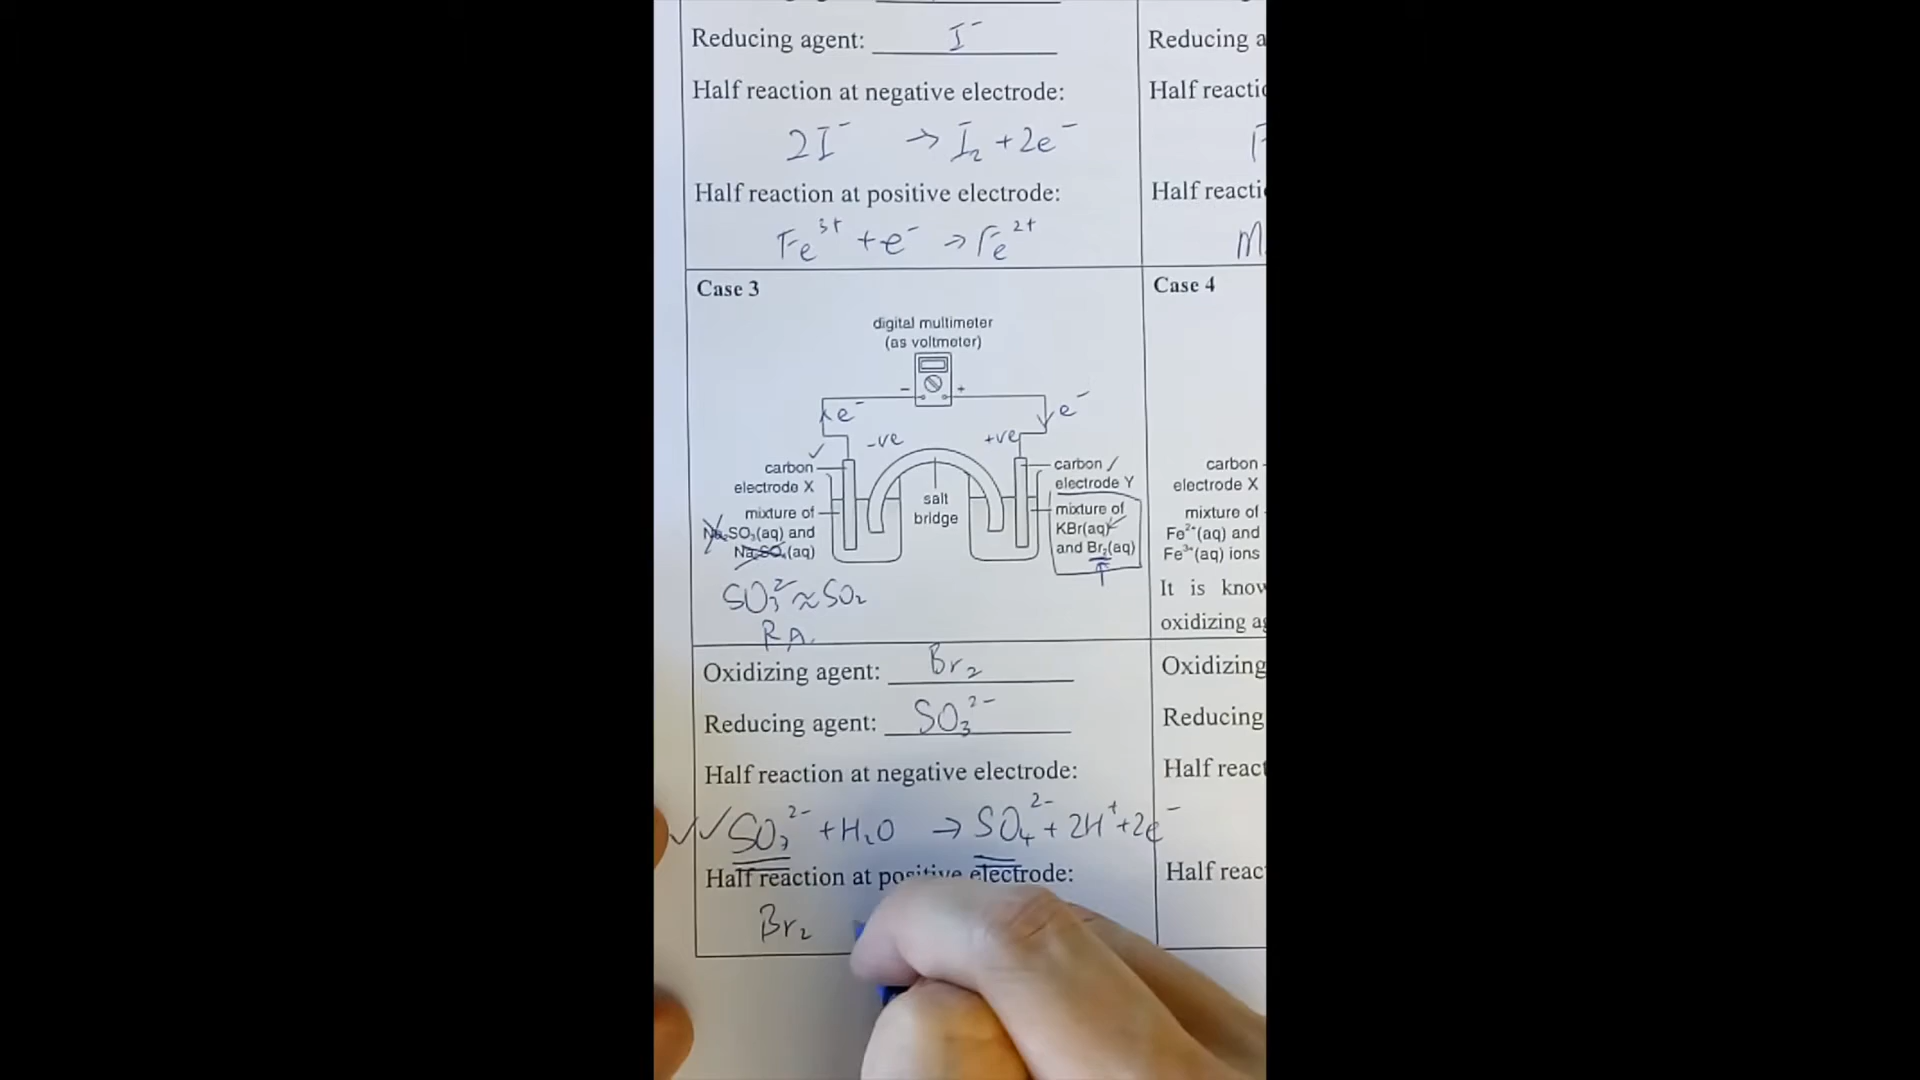 Reducing agent: I⁻
Half reaction at negative electrode:
2I⁻ → I₂ + 2e⁻
Half reaction at positive electrode:
Fe³⁺ + e⁻ → Fe²⁺
Case 3
digital multimeter
(as voltmeter)
− +
e⁻ e⁻
-ve +ve
carbon
electrode X
mixture of
Na₂SO₃(aq) and
Na₂SO₄(aq)
salt
bridge
carbon
electrode Y
mixture of
KBr(aq)
and Br₂(aq)
SO₃²⁻ ≈ SO₂
R.A.
Oxidizing agent: Br₂
Reducing agent: SO₃²⁻
Half reaction at negative electrode:
SO₃²⁻ + H₂O → SO₄²⁻ + 2H⁺ + 2e⁻
Half reaction at positive electrode:
Br₂
Reducing a
Half reacti
Half reacti
M
Case 4
carbon
electrode X
mixture of
Fe²⁺(aq) and
Fe³⁺(aq) ions
It is know
oxidizing ag
Oxidizing
Reducing
Half react
Half reac